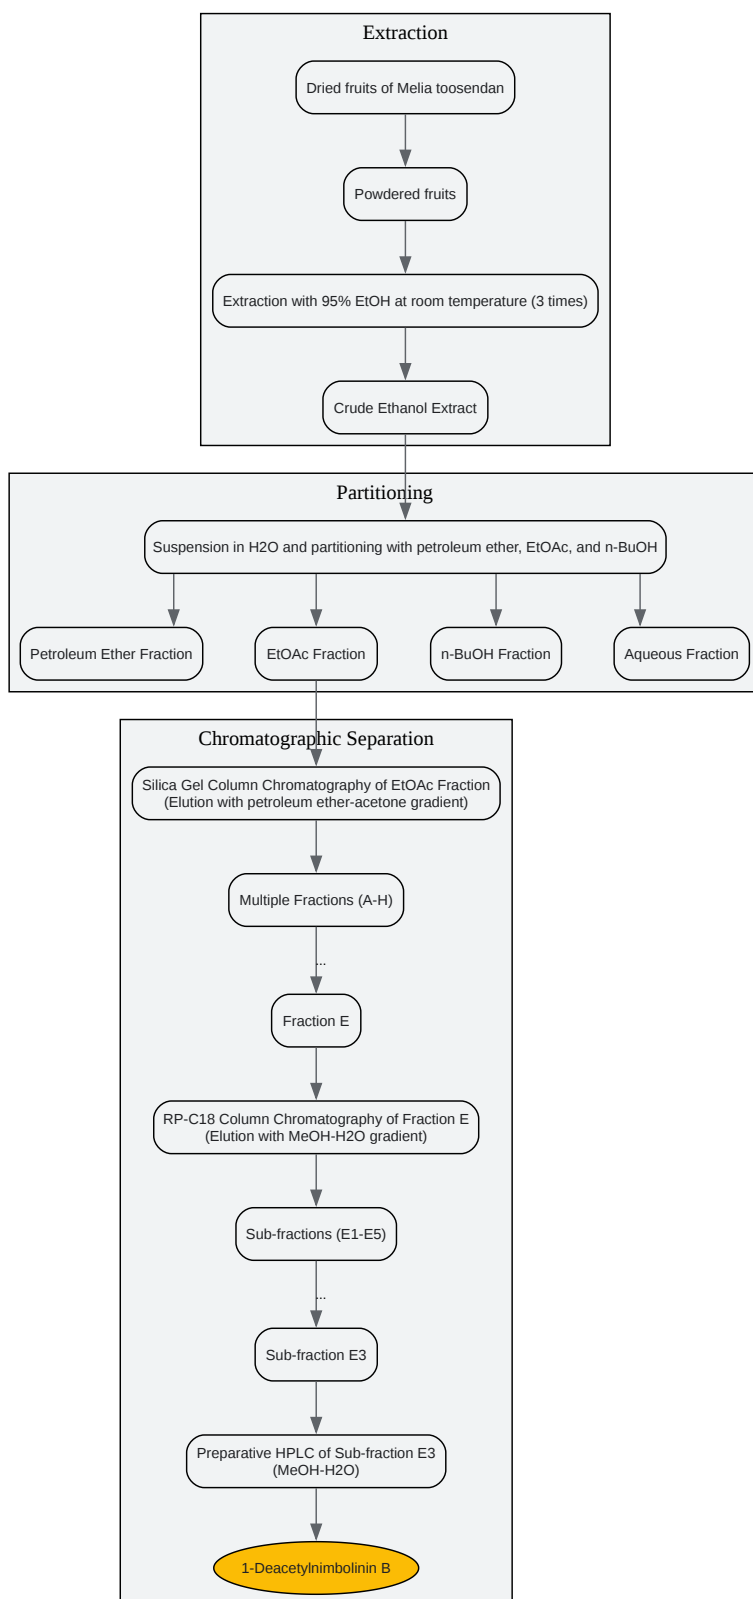 Extraction
Dried fruits of Melia toosendan
Powdered fruits
Extraction with 95% EtOH at room temperature (3 times)
Crude Ethanol Extract
Partitioning
Suspension in H2O and partitioning with petroleum ether, EtOAc, and n-BuOH
Petroleum Ether Fraction
EtOAc Fraction
n-BuOH Fraction
Aqueous Fraction
Chromatographic Separation
Silica Gel Column Chromatography of EtOAc Fraction
(Elution with petroleum ether-acetone gradient)
Multiple Fractions (A-H)
...
Fraction E
RP-C18 Column Chromatography of Fraction E
(Elution with MeOH-H2O gradient)
Sub-fractions (E1-E5)
...
Sub-fraction E3
Preparative HPLC of Sub-fraction E3
(MeOH-H2O)
1-Deacetylnimbolinin B